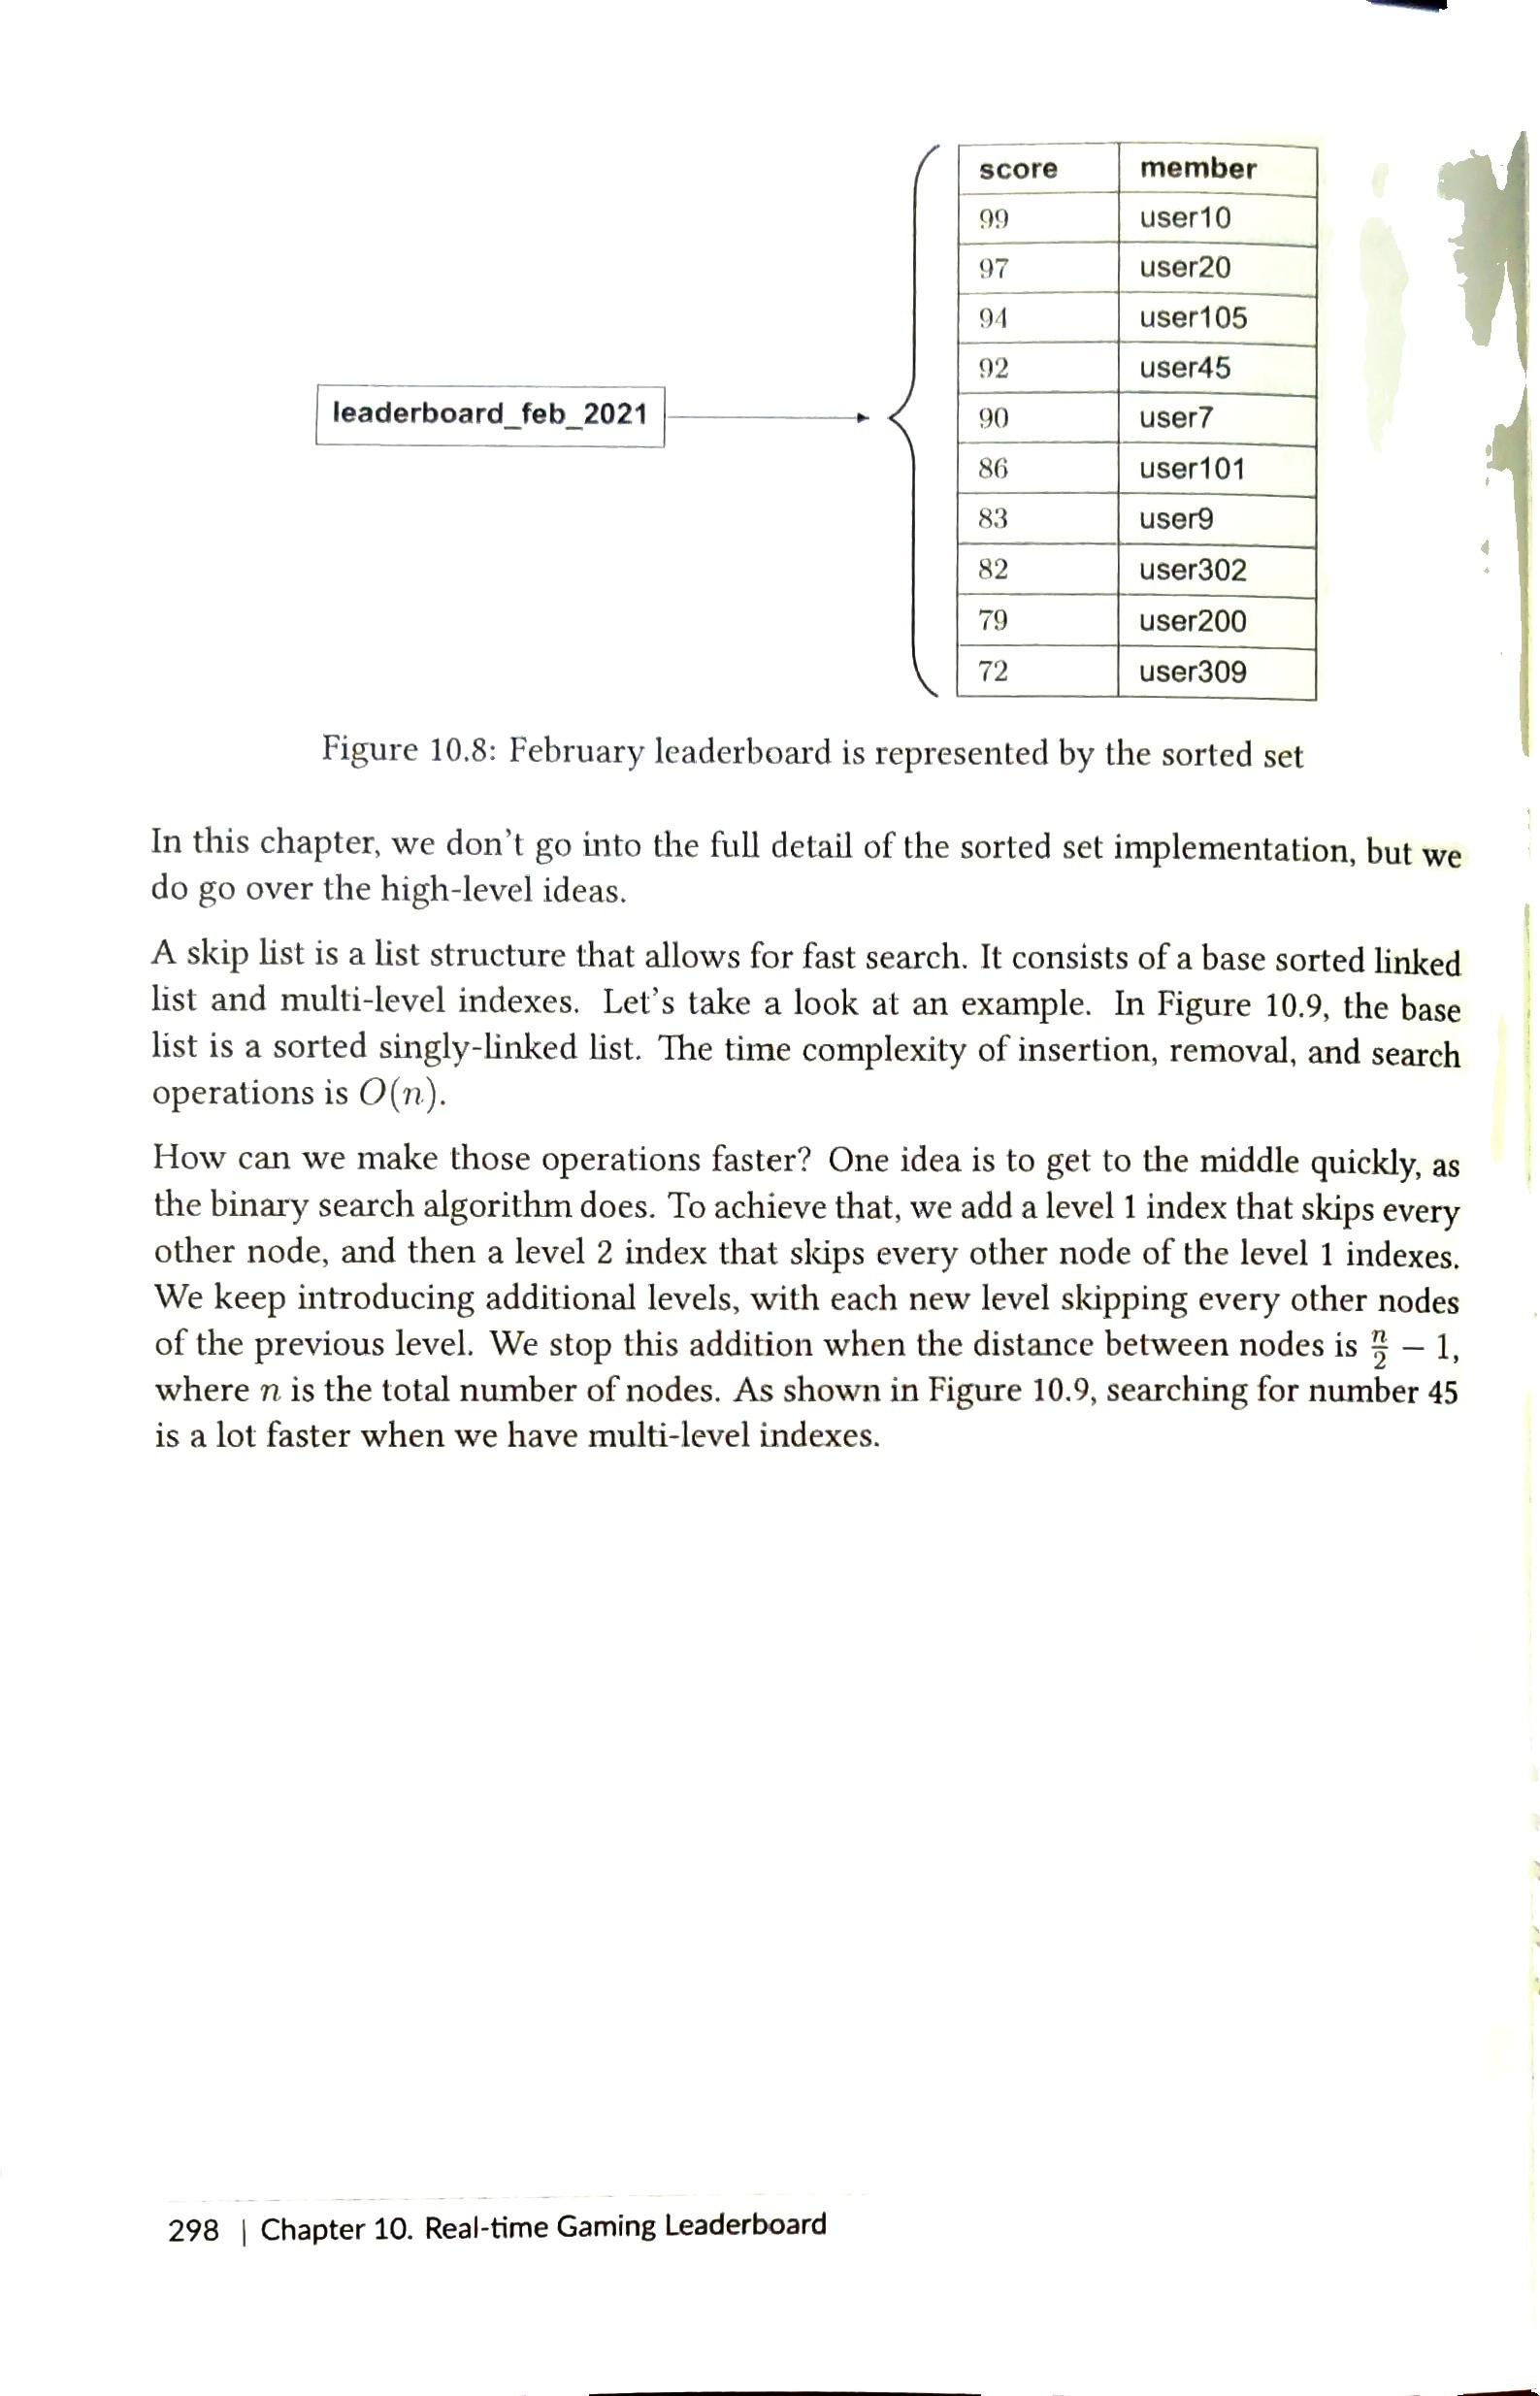 score member
99 user10
97 user20
94 user105
92 user45
leaderboard_feb_2021
90 user7
86 user101
83 user9
82 user302
79 user200
72 user309
Figure 10.8: February leaderboard is represented by the sorted set
In this chapter, we don't go into the full detail of the sorted set implementation, but we
do go over the high-level ideas.
A skip list is a list structure that allows for fast search. It consists of a base sorted linked
list and multi-level indexes. Let's take a look at an example. In Figure 10.9, the base
list is a sorted singly-linked list. The time complexity of insertion, removal, and search
operations is O(n).
How can we make those operations faster? One idea is to get to the middle quickly, as
the binary search algorithm does. To achieve that, we add a level 1 index that skips every
other node, and then a level 2 index that skips every other node of the level 1 indexes.
We keep introducing additional levels, with each new level skipping every other nodes
of the previous level. We stop this addition when the distance between nodes is n/2 − 1,
where n is the total number of nodes. As shown in Figure 10.9, searching for number 45
is a lot faster when we have multi-level indexes.
298 | Chapter 10. Real-time Gaming Leaderboard